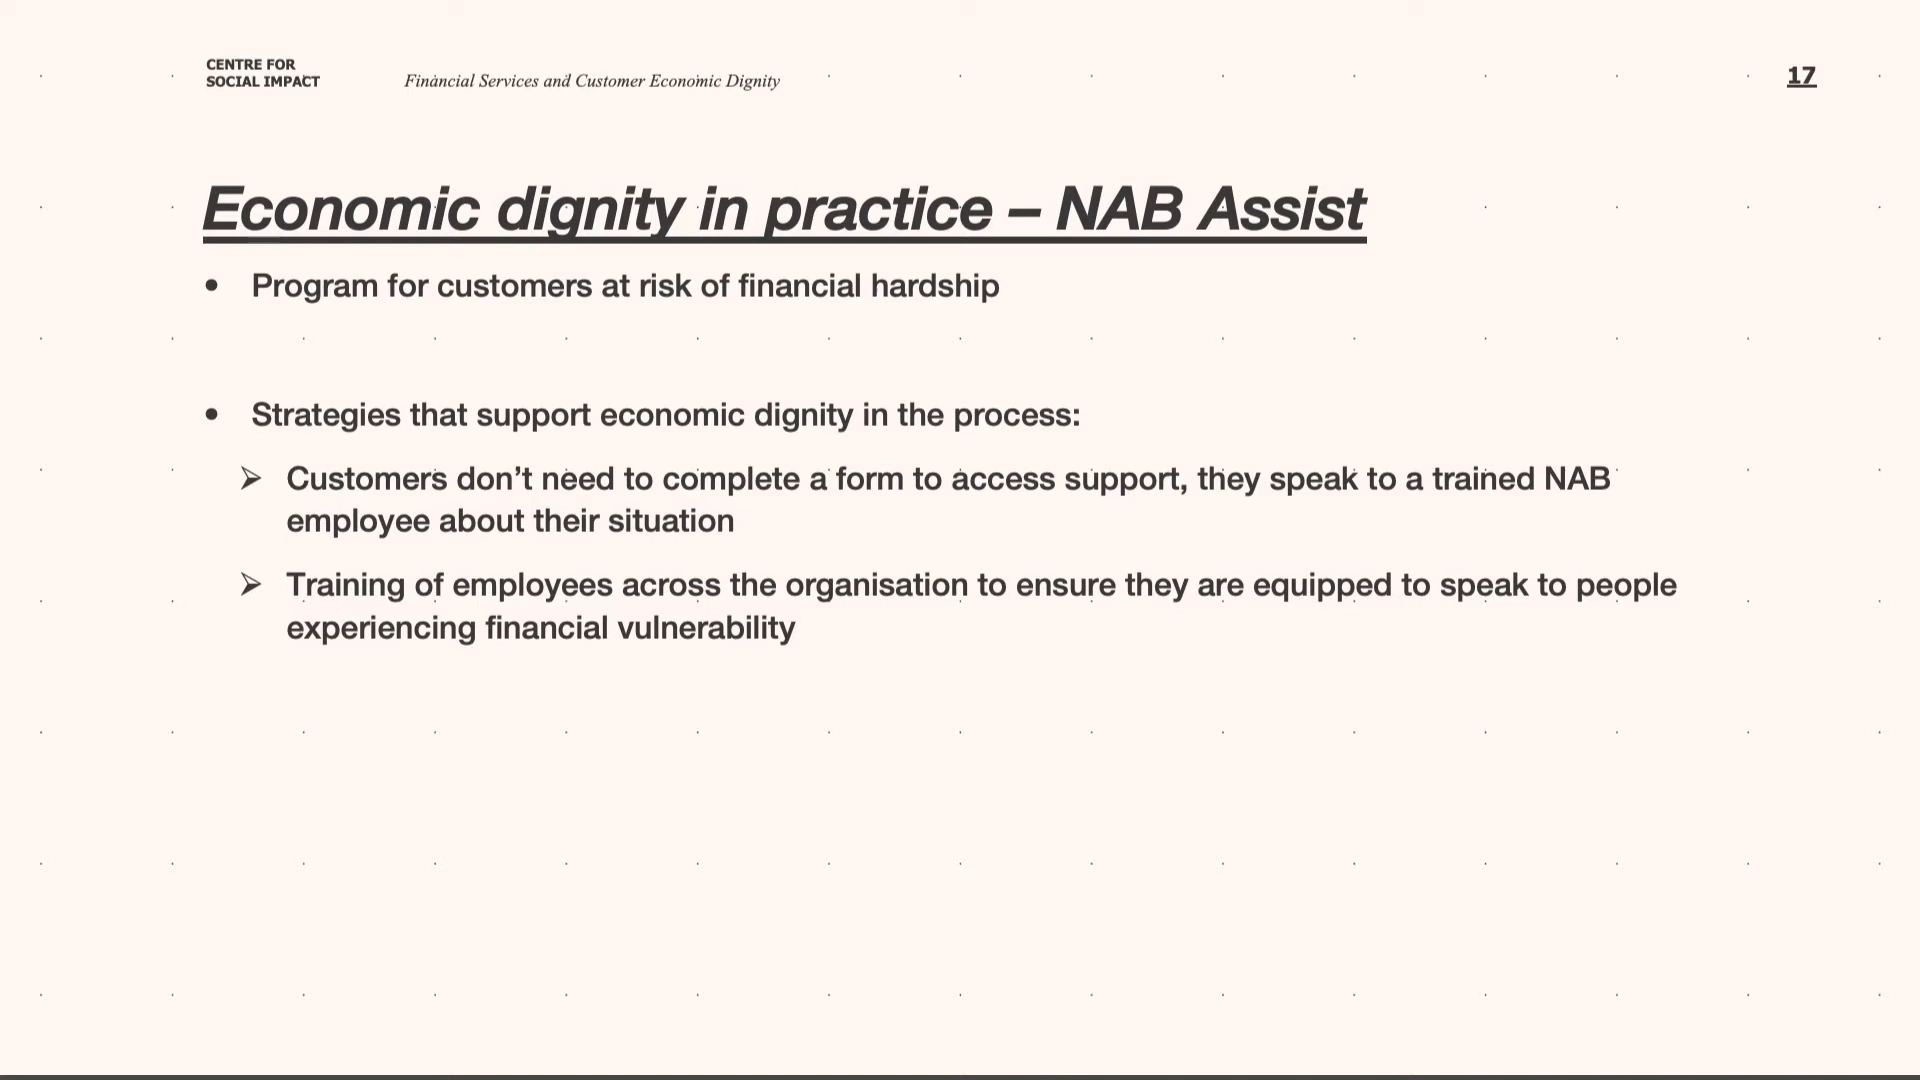 CENTRE FOR
SOCIAL IMPACT
Financial Services and Customer Economic Dignity
17
Economic dignity in practice – NAB Assist
• Program for customers at risk of financial hardship
• Strategies that support economic dignity in the process:
➢ Customers don’t need to complete a form to access support, they speak to a trained NAB
employee about their situation
➢ Training of employees across the organisation to ensure they are equipped to speak to people
experiencing financial vulnerability